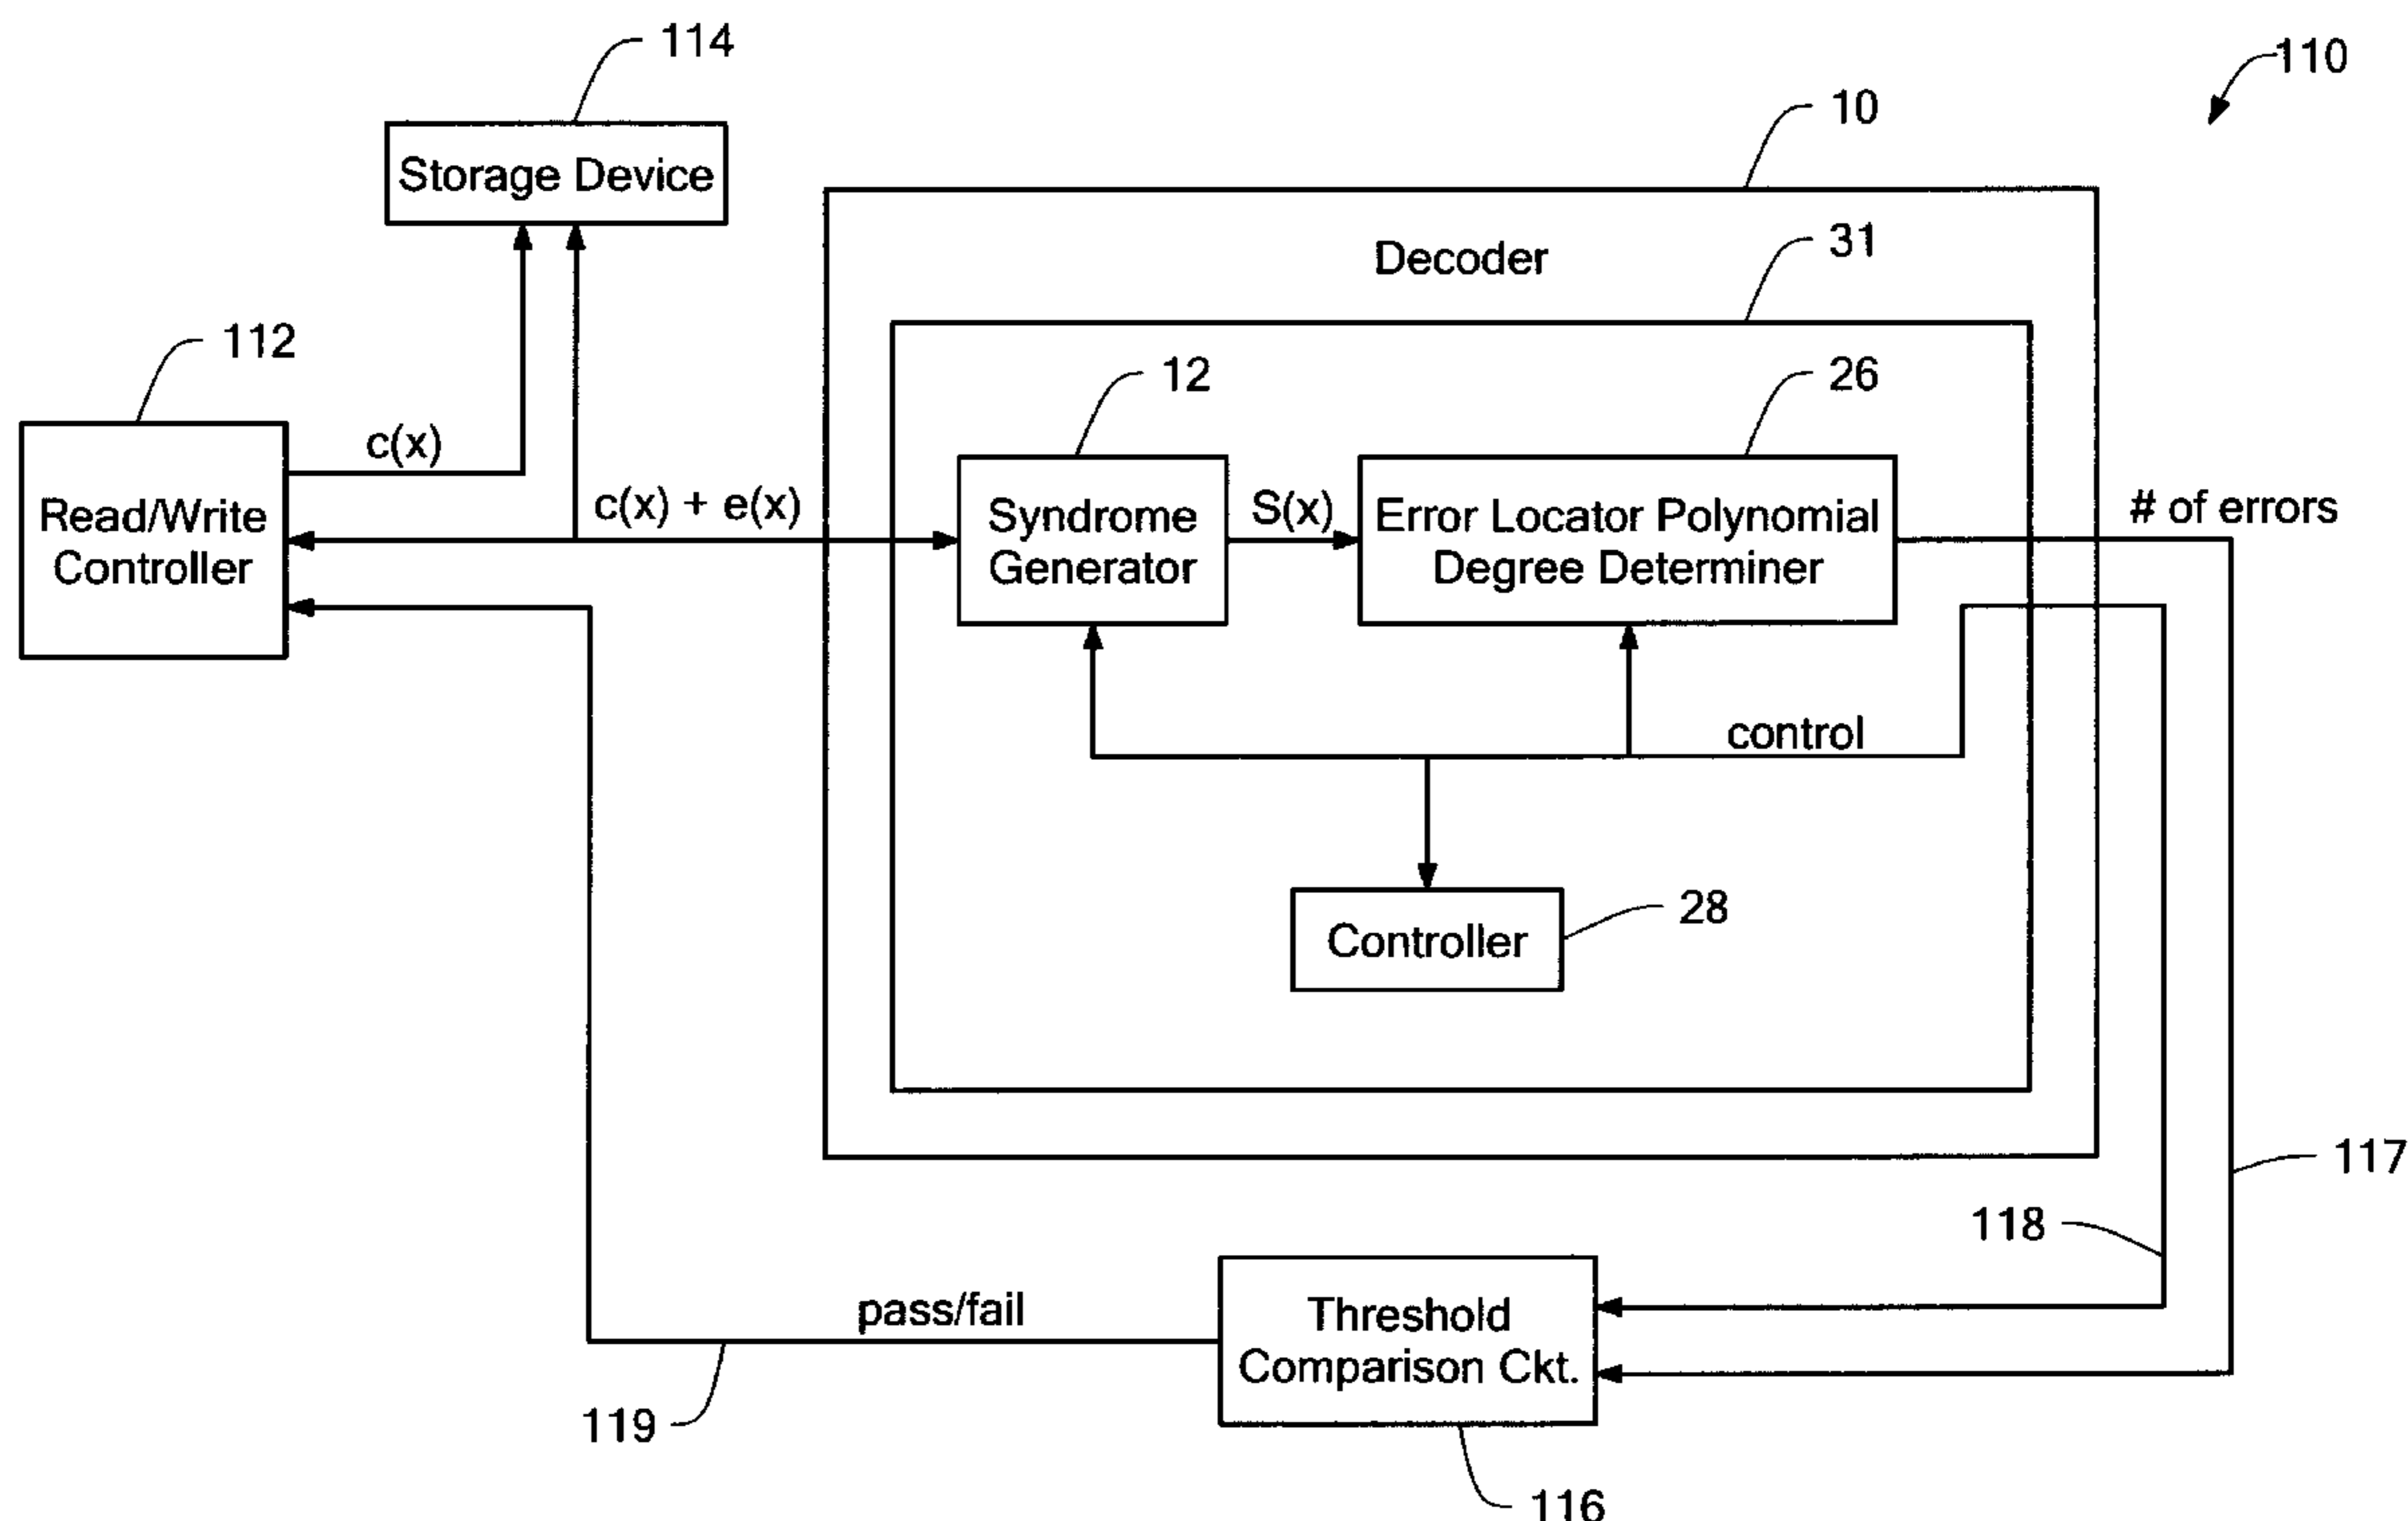 114
110
10
Storage Device
31
Decoder
112
12
26
c(x)
Read/Write
Controller
c(x) + e(x)
Syndrome
Generator
S(x)
Error Locator Polynomial
Degree Determiner
# of errors
control
28
Controller
117
118
pass/fail
Threshold
Comparison Ckt.
119
116